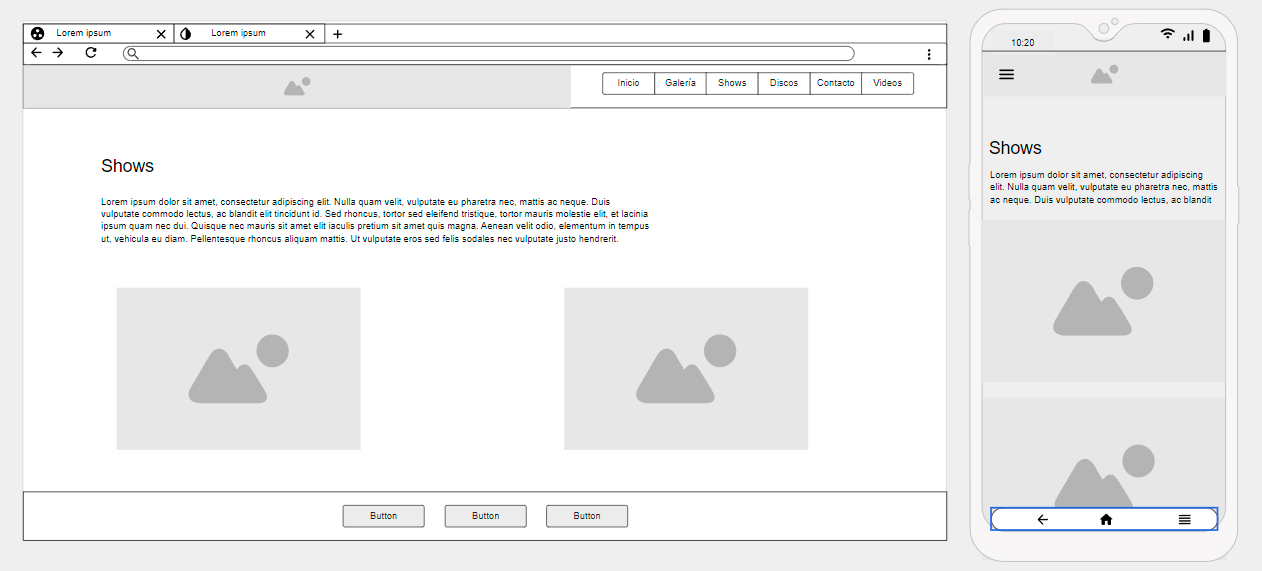 Lorem ipsum
Lorem ipsum
Inicio
Galería
Shows
Discos
Contacto
Videos
Shows
Lorem ipsum dolor sit amet, consectetur adipiscing elit. Nulla quam velit, vulputate eu pharetra nec, mattis ac neque. Duis
vulputate commodo lectus, ac blandit elit tincidunt id. Sed rhoncus, tortor sed eleifend tristique, tortor mauris molestie elit, et lacinia
ipsum quam nec dui. Quisque nec mauris sit amet elit iaculis pretium sit amet quis magna. Aenean velit odio, elementum in tempus
ut, vehicula eu diam. Pellentesque rhoncus aliquam mattis. Ut vulputate eros sed felis sodales nec vulputate justo hendrerit.
Button
Button
Button
10:20
Shows
Lorem ipsum dolor sit amet, consectetur adipiscing
elit. Nulla quam velit, vulputate eu pharetra nec, mattis
ac neque. Duis vulputate commodo lectus, ac blandit